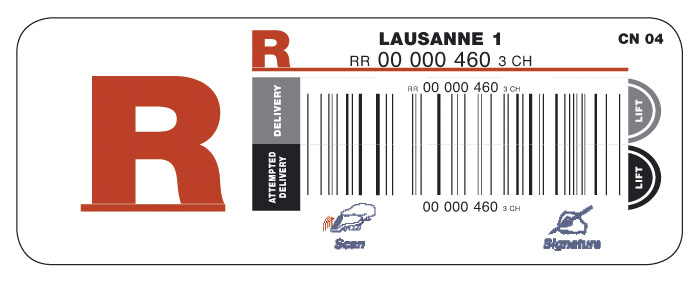 R
R
LAUSANNE 1
CN 04
RR 00 000 460 3 CH
RR 00 000 460 3 CH
DELIVERY
LIFT
ATTEMPTED
DELIVERY
LIFT
00 000 460 3 CH
Scan
Signature